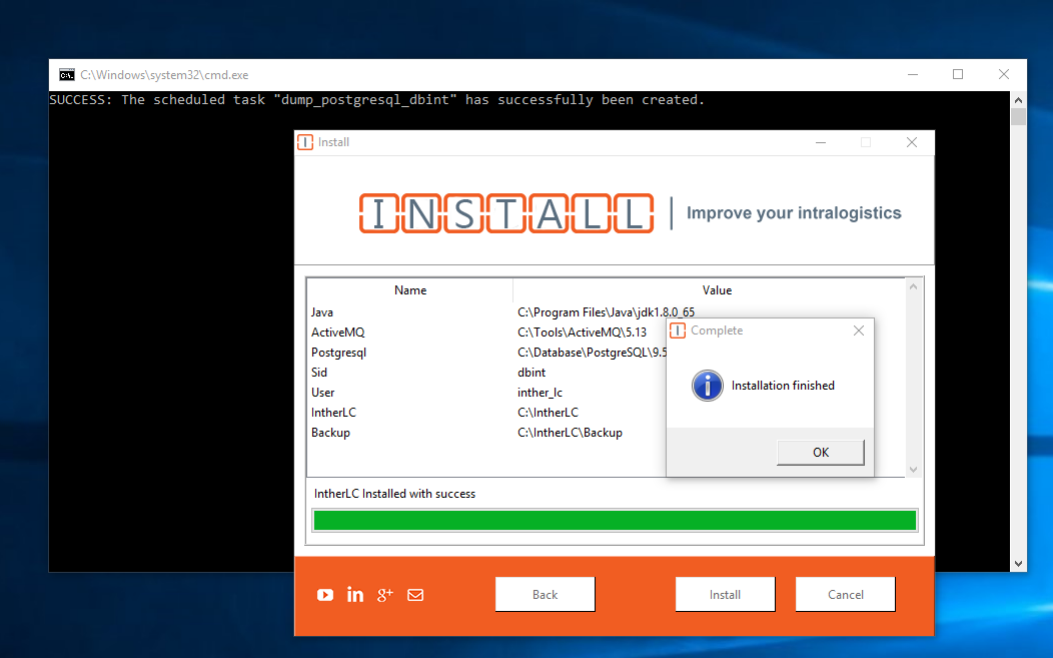 C:\Windows\system32\cmd.exe
SUCCESS: The scheduled task "dump_postgresql_dbint" has successfully been created.
Install
INSTALL | Improve your intralogistics
Name Value
Java C:\Program Files\Java\jdk1.8.0_65
ActiveMQ C:\Tools\ActiveMQ\5.13
Postgresql C:\Database\PostgreSQL\9.5
Sid dbint
User inther_lc
IntherLC C:\IntherLC
Backup C:\IntherLC\Backup
Complete
Installation finished
OK
IntherLC Installed with success
Back Install Cancel